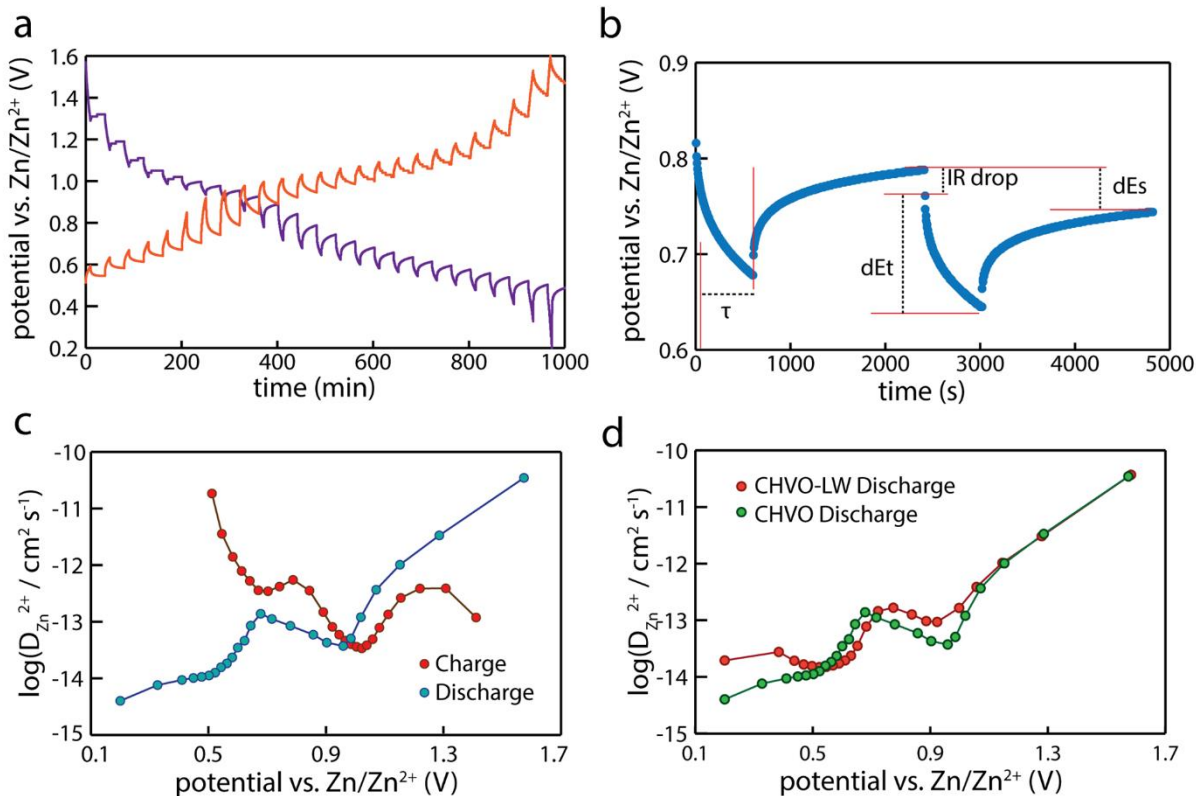 a
potential vs. Zn/Zn²⁺ (V)
1.6
1.4
1.2
1.0
0.8
0.6
0.4
0.2
0
200
400
600
800
1000
time (min)
b
potential vs. Zn/Zn²⁺ (V)
0.9
0.8
0.7
0.6
IR drop
dEs
dEt
τ
0
1000
2000
3000
4000
5000
time (s)
c
log(D_Zn²⁺ / cm² s⁻¹)
-10
-11
-12
-13
-14
-15
Charge
Discharge
0.1
0.5
0.9
1.3
1.7
potential vs. Zn/Zn²⁺ (V)
d
log(D_Zn²⁺ / cm² s⁻¹)
-10
-11
-12
-13
-14
-15
CHVO-LW Discharge
CHVO Discharge
0.1
0.5
0.9
1.3
1.7
potential vs. Zn/Zn²⁺ (V)